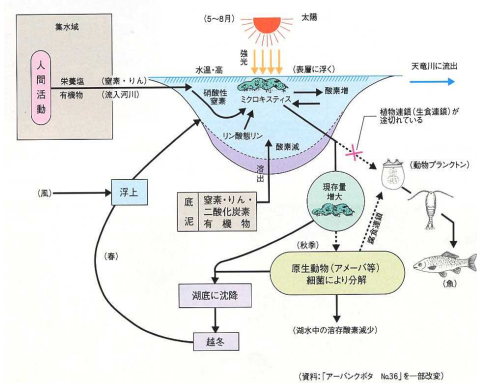 集水域
人間活動
栄養塩
有機物
(窒素・りん)
(流入河川)
(5〜8月)
太陽
強光
水温・高
(表層に浮く)
天竜川に流出
硝酸性
窒素
ミクロキスティス
酸素増
リン酸態リン
酸素減
溶出
植物連鎖(生食連鎖)が
途切れている
(動物プランクトン)
(風)
浮上
底泥
窒素・りん・
二酸化炭素
有機物
現存量
増大
腐食連鎖
(魚)
(春)
(秋季)
原生動物(アメーバ等)
細菌により分解
湖底に沈降
越冬
(湖水中の溶存酸素減少)
(資料:「アーバンクボタ №36」を一部改変)